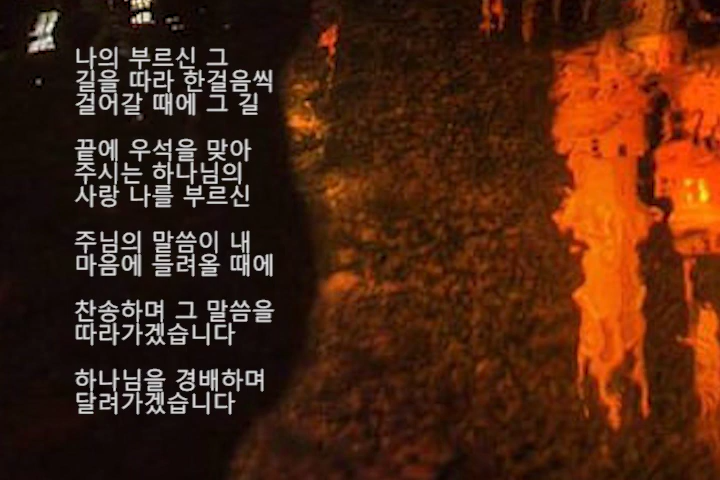 나의 부르신 그
길을 따라 한걸음씩
걸어갈 때에 그 길
끝에 우석을 맞아
주시는 하나님의
사랑 나를 부르신
주님의 말씀이 내
마음에 들려올 때에
찬송하며 그 말씀을
따라가겠습니다
하나님을 경배하며
달려가겠습니다